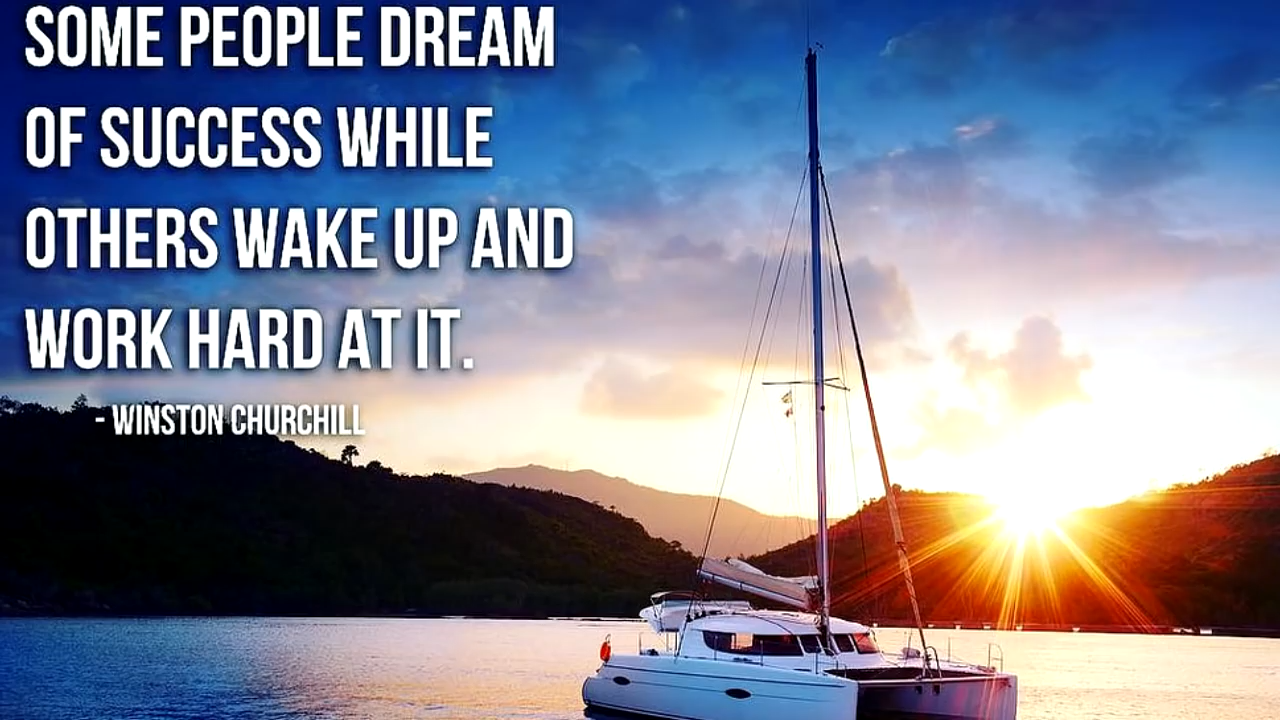 SOME PEOPLE DREAM
OF SUCCESS WHILE
OTHERS WAKE UP AND
WORK HARD AT IT.
- WINSTON CHURCHILL